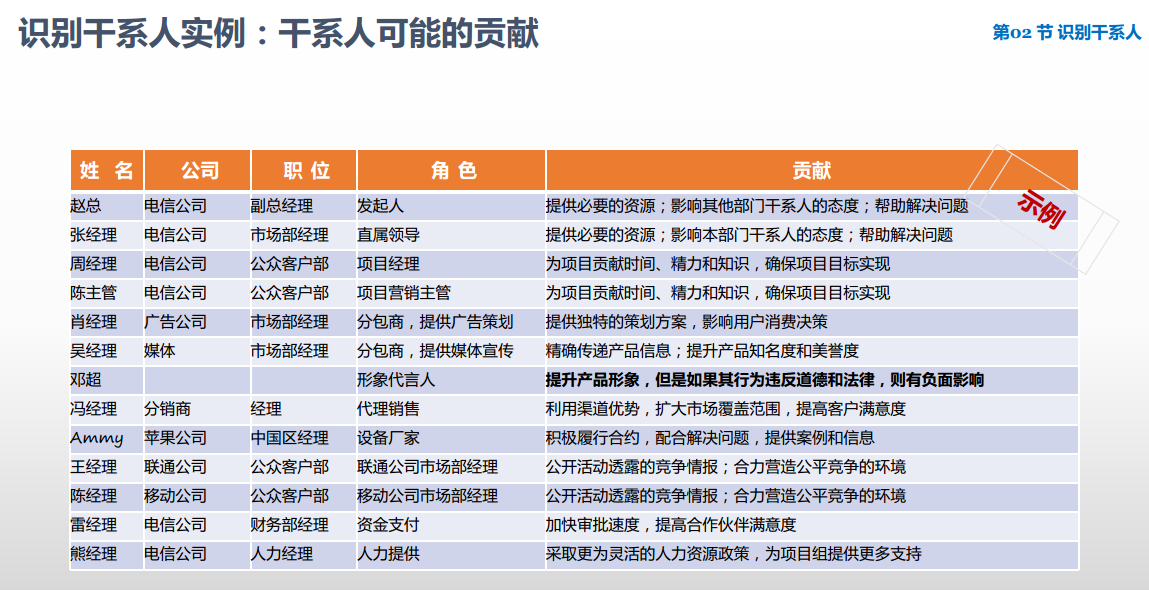 识别干系人实例：干系人可能的贡献
第02 节 识别干系人
姓 名 公司 职 位 角 色 贡献
示例
赵总 电信公司 副总经理 发起人 提供必要的资源；影响其他部门干系人的态度；帮助解决问题
张经理 电信公司 市场部经理 直属领导 提供必要的资源；影响本部门干系人的态度；帮助解决问题
周经理 电信公司 公众客户部 项目经理 为项目贡献时间、精力和知识，确保项目目标实现
陈主管 电信公司 公众客户部 项目营销主管 为项目贡献时间、精力和知识，确保项目目标实现
肖经理 广告公司 市场部经理 分包商，提供广告策划 提供独特的策划方案，影响用户消费决策
吴经理 媒体 市场部经理 分包商，提供媒体宣传 精确传递产品信息；提升产品知名度和美誉度
邓超 形象代言人 提升产品形象，但是如果其行为违反道德和法律，则有负面影响
冯经理 分销商 经理 代理销售 利用渠道优势，扩大市场覆盖范围，提高客户满意度
Ammy 苹果公司 中国区经理 设备厂家 积极履行合约，配合解决问题，提供案例和信息
王经理 联通公司 公众客户部 联通公司市场部经理 公开活动透露的竞争情报；合力营造公平竞争的环境
陈经理 移动公司 公众客户部 移动公司市场部经理 公开活动透露的竞争情报；合力营造公平竞争的环境
雷经理 电信公司 财务部经理 资金支付 加快审批速度，提高合作伙伴满意度
熊经理 电信公司 人力经理 人力提供 采取更为灵活的人力资源政策，为项目组提供更多支持